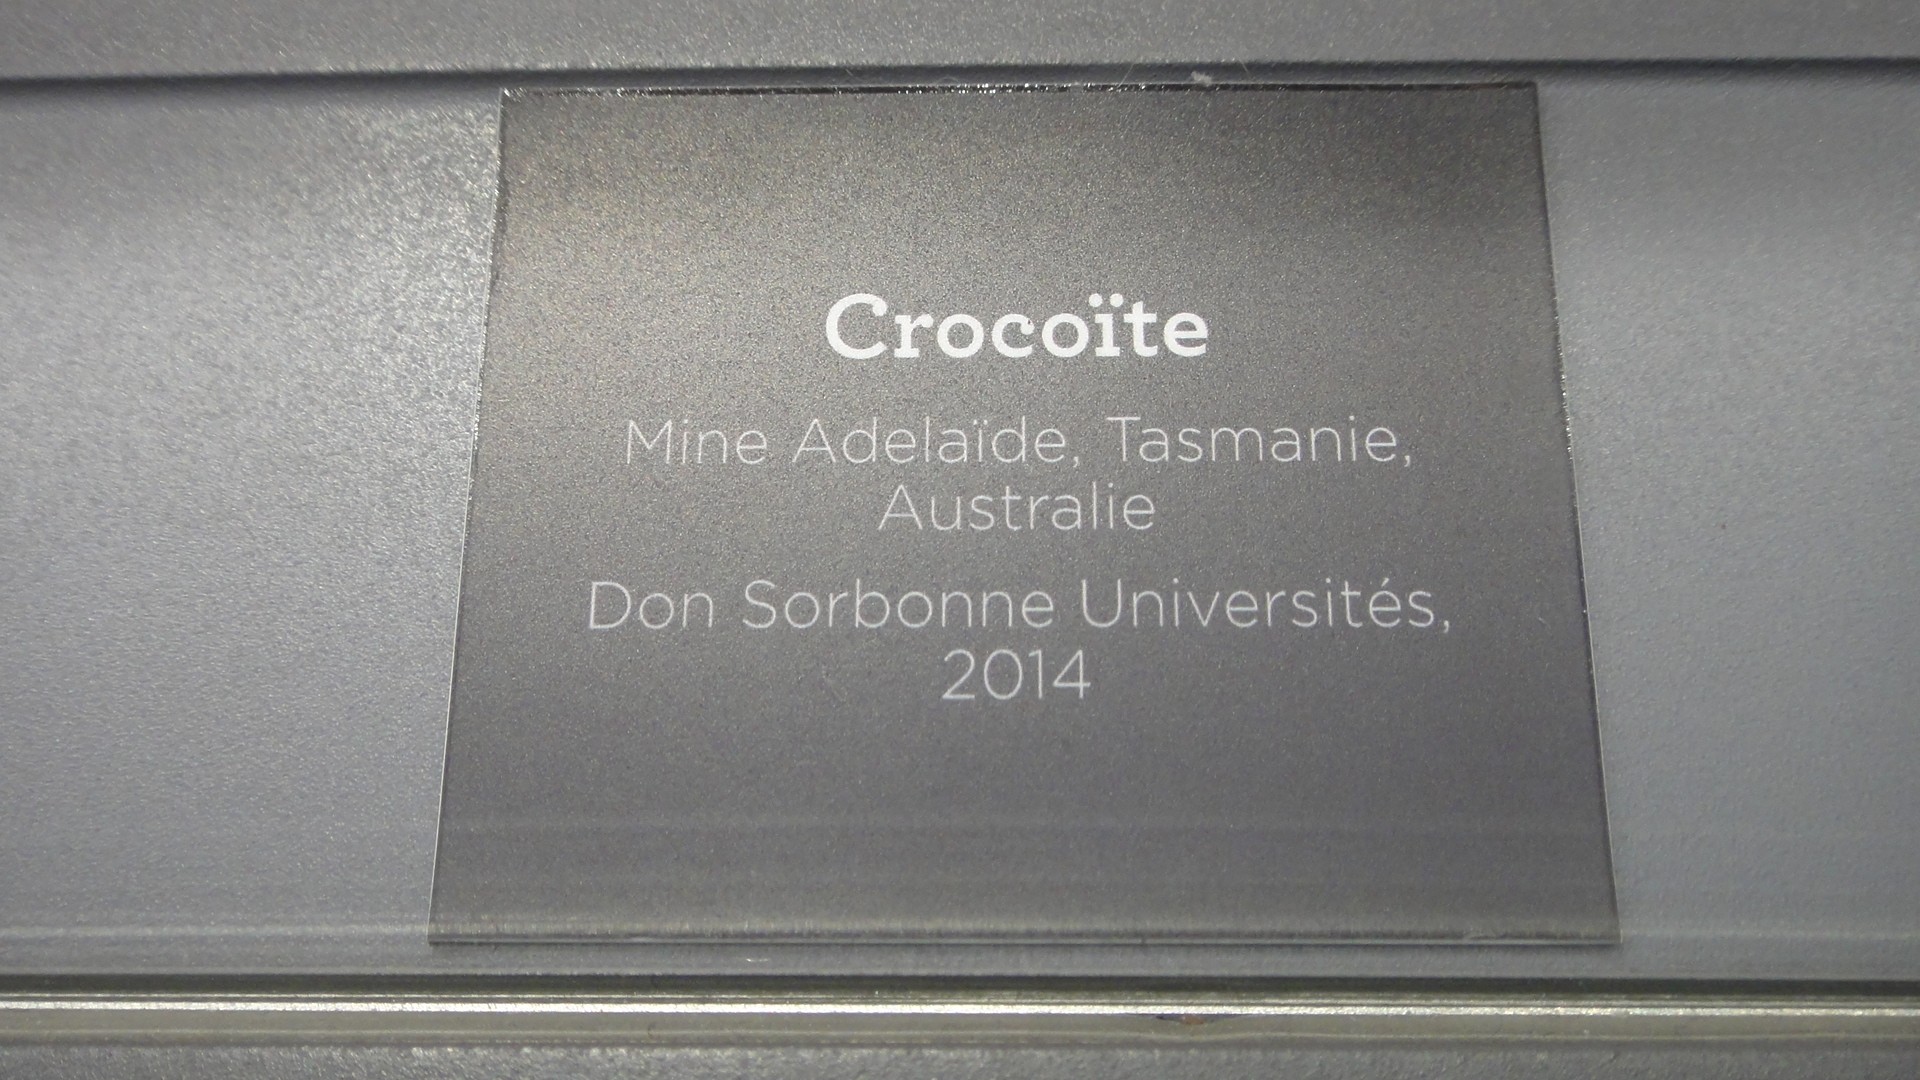 Crocoïte
Mine Adelaïde, Tasmanie,
Australie
Don Sorbonne Universités,
2014